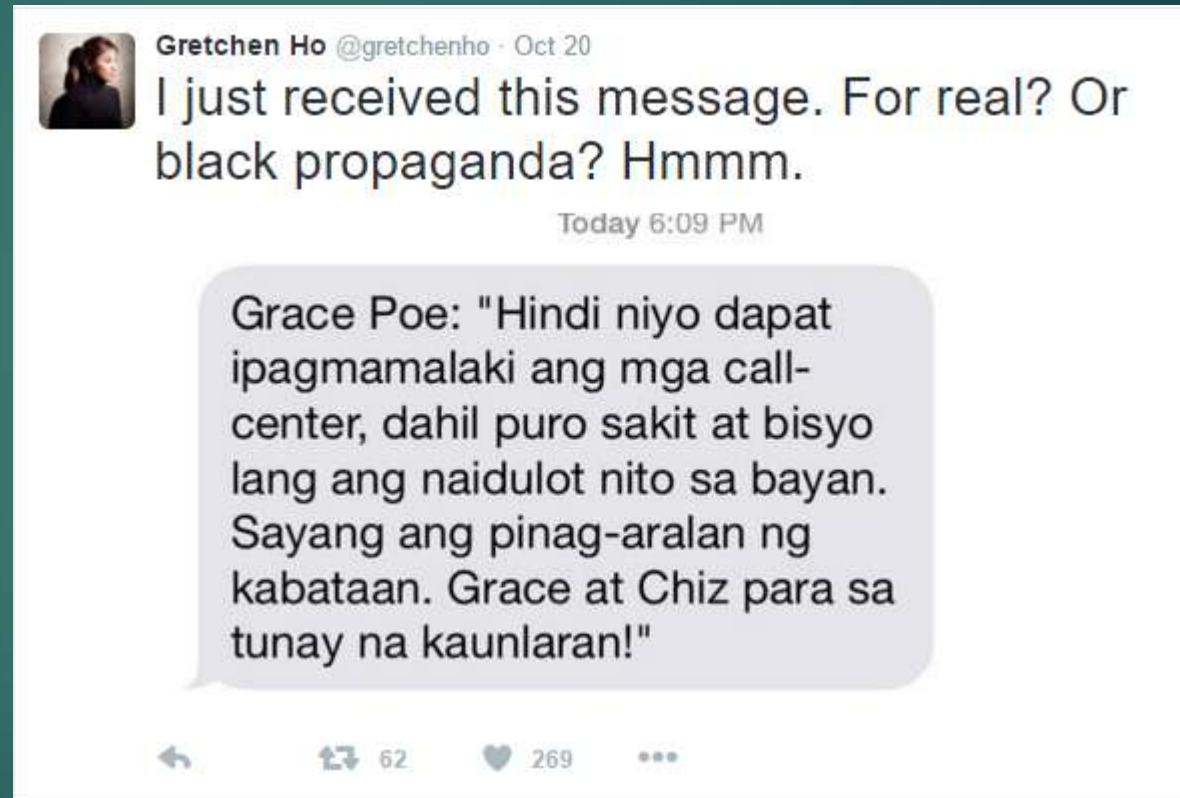 Gretchen Ho @gretchenho · Oct 20
I just received this message. For real? Or
black propaganda? Hmmm.
Today 6:09 PM
Grace Poe: "Hindi niyo dapat
ipagmamalaki ang mga call-
center, dahil puro sakit at bisyo
lang ang naidulot nito sa bayan.
Sayang ang pinag-aralan ng
kabataan. Grace at Chiz para sa
tunay na kaunlaran!"
62 269